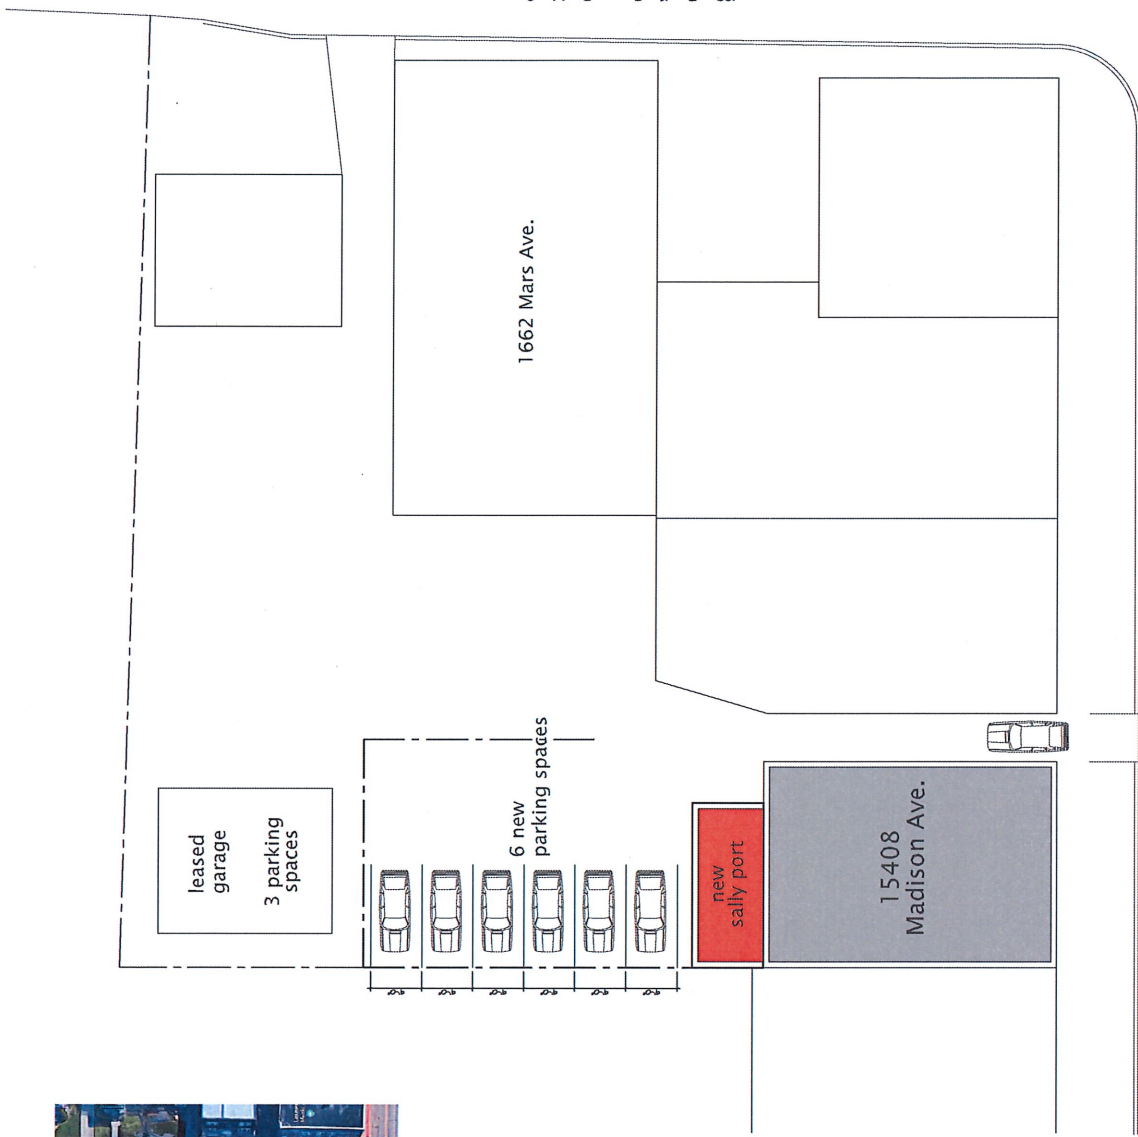 1662 Mars Ave.
leased
garage
3 parking
spaces
6 new
parking spaces
new
sally port
15408
Madison Ave.